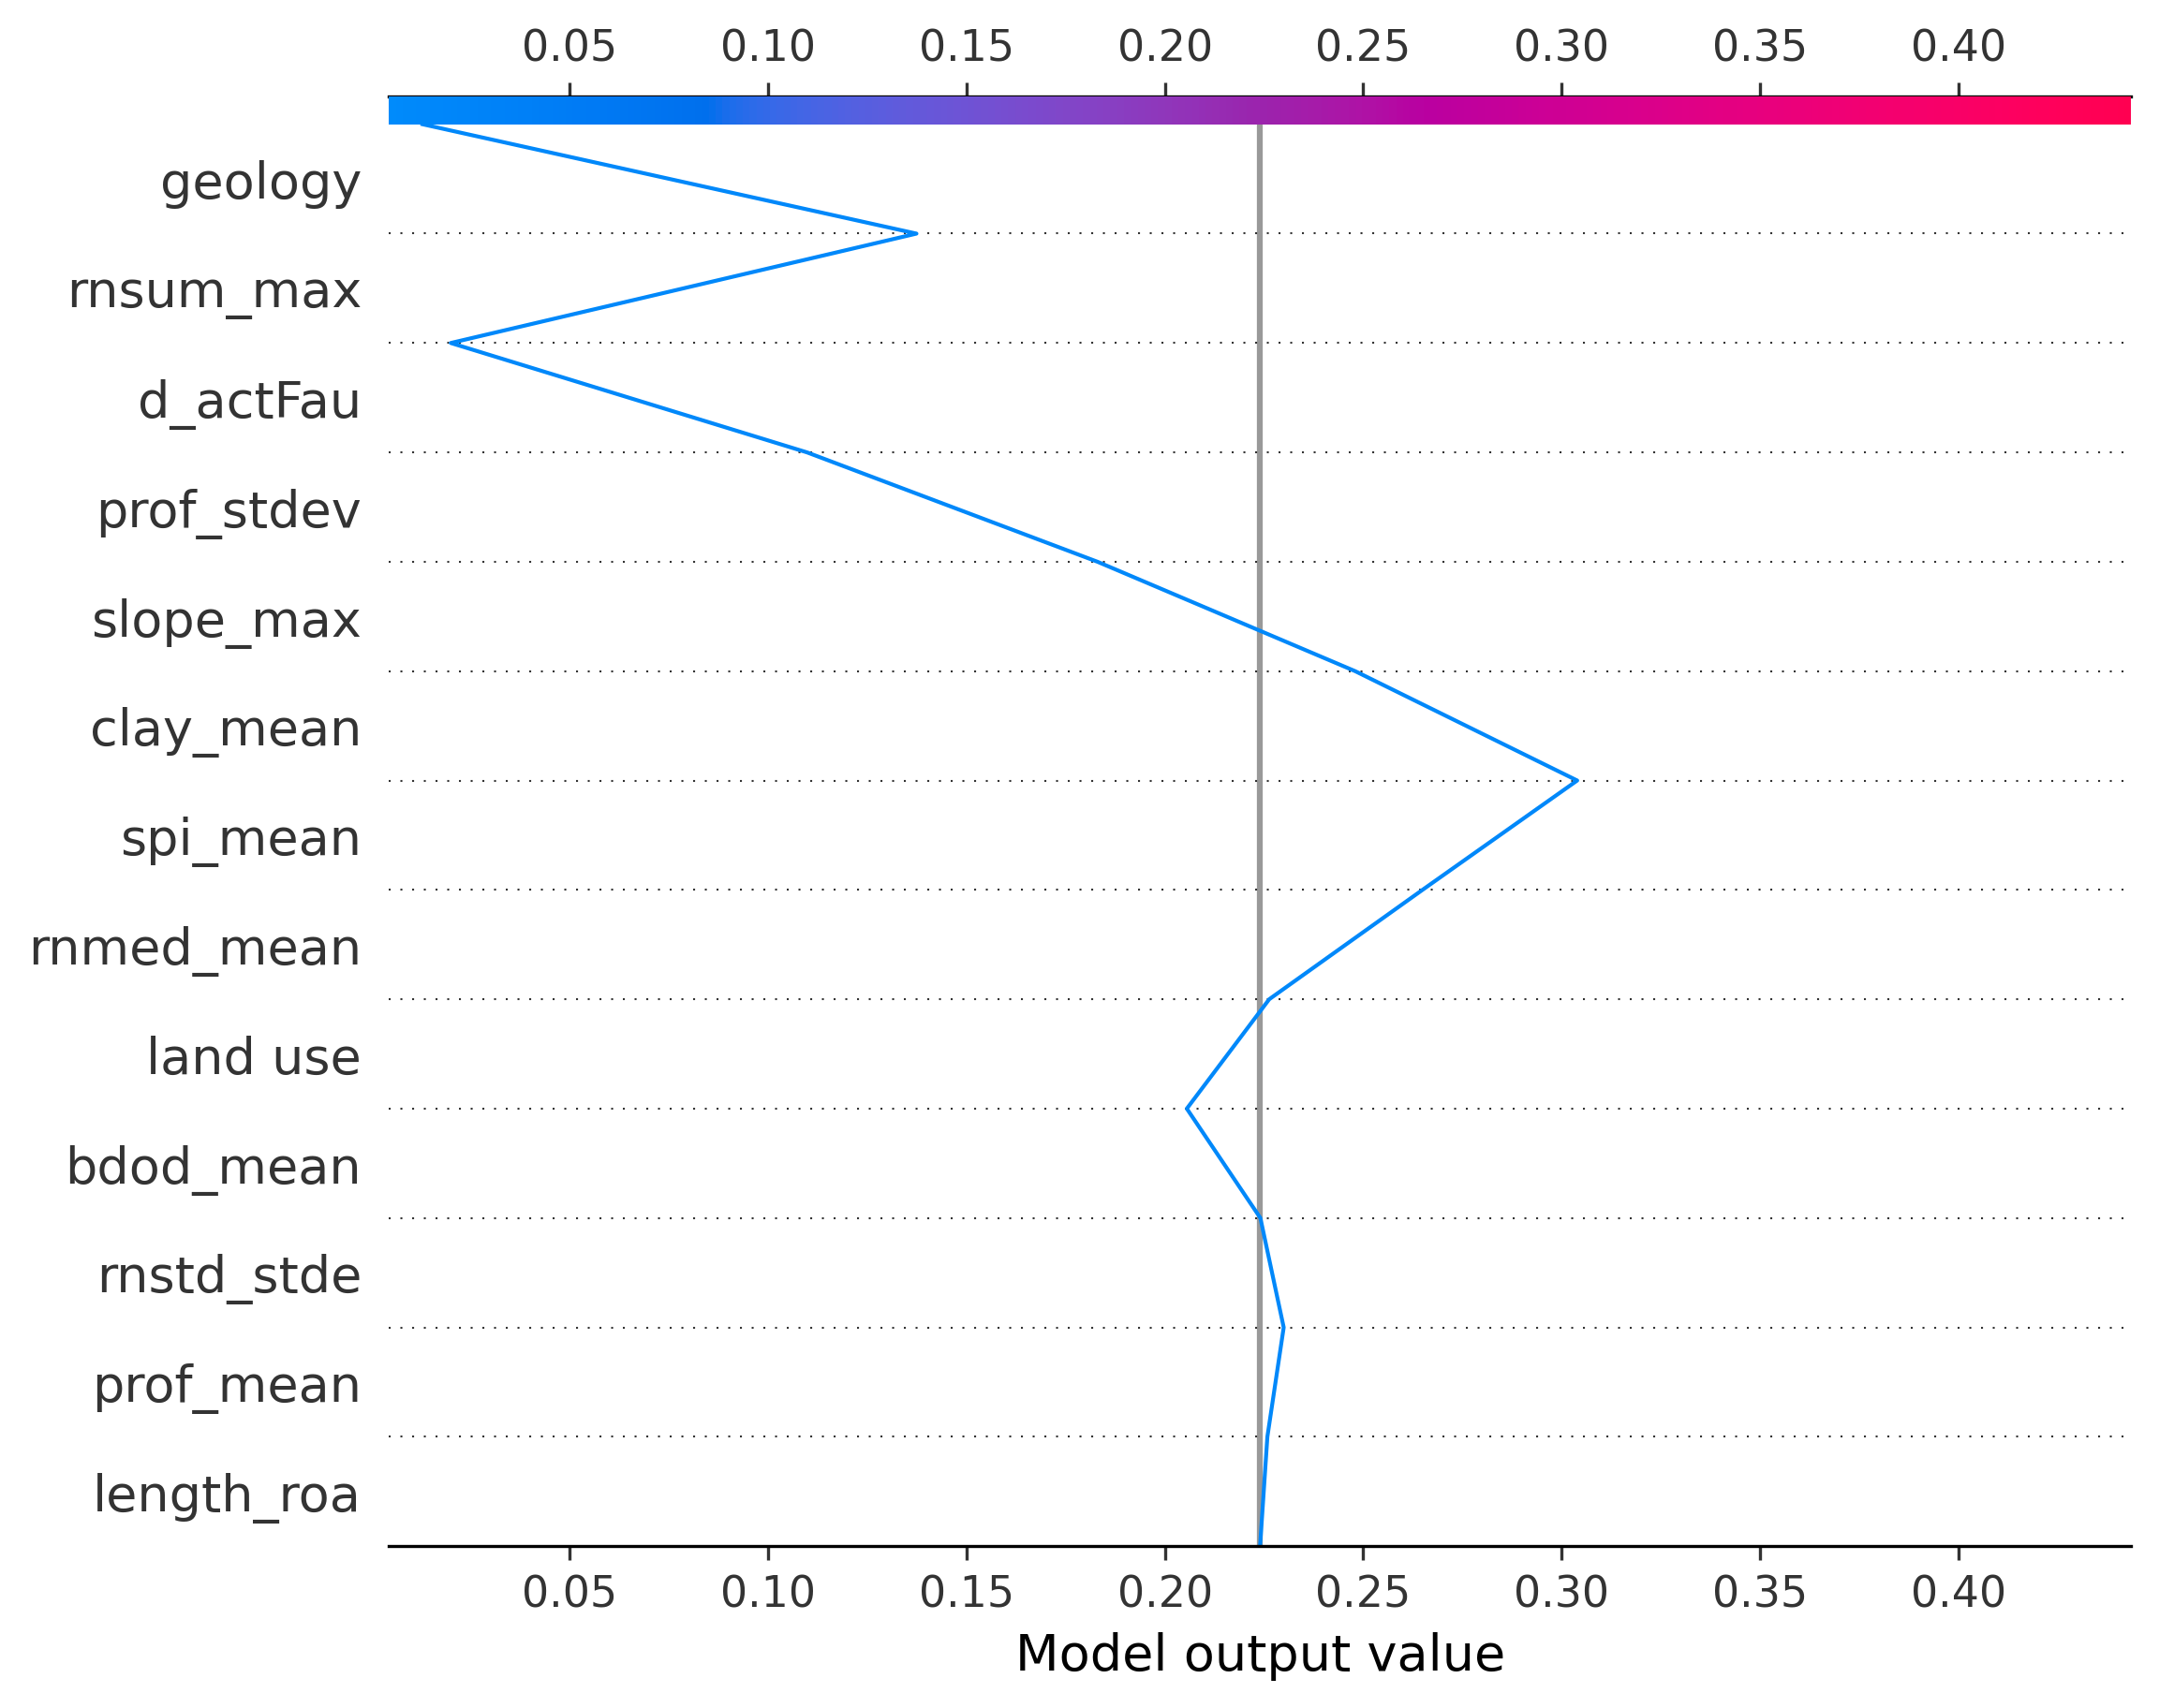 0.05 0.10 0.15 0.20 0.25 0.30 0.35 0.40
geology
rnsum_max
d_actFau
prof_stdev
slope_max
clay_mean
spi_mean
rnmed_mean
land use
bdod_mean
rnstd_stde
prof_mean
length_roa
0.05 0.10 0.15 0.20 0.25 0.30 0.35 0.40
Model output value